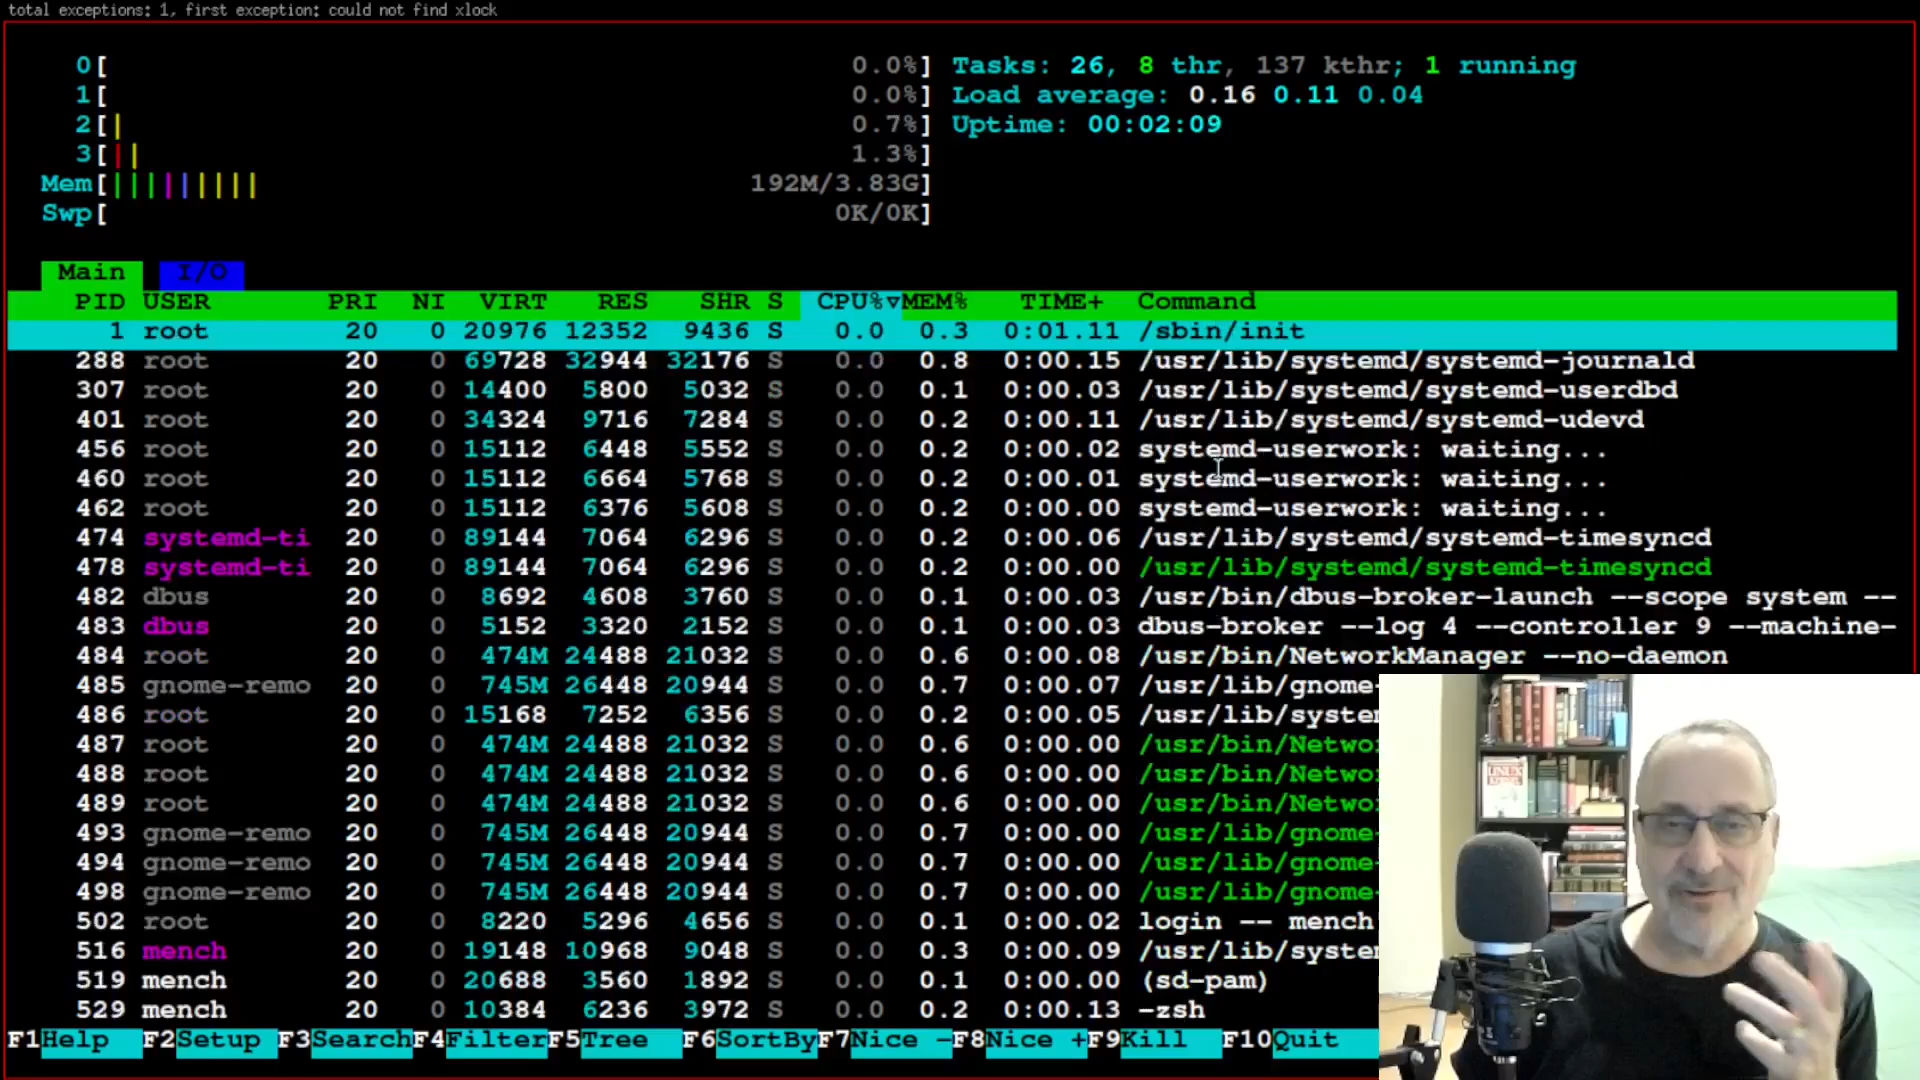 total exceptions: 1, first exception: could not find xlock
0[ 0.0%] Tasks: 26, 8 thr, 137 kthr; 1 running
1[ 0.0%] Load average: 0.16 0.11 0.04
2[| 0.7%] Uptime: 00:02:09
3[|| 1.3%]
Mem[||||||||| 192M/3.83G]
Swp[ 0K/0K]
Main I/O
PID USER PRI NI VIRT RES SHR S CPU%▽MEM% TIME+ Command
1 root 20 0 20976 12352 9436 S 0.0 0.3 0:01.11 /sbin/init
288 root 20 0 69728 32944 32176 S 0.0 0.8 0:00.15 /usr/lib/systemd/systemd-journald
307 root 20 0 14400 5800 5032 S 0.0 0.1 0:00.03 /usr/lib/systemd/systemd-userdbd
401 root 20 0 34324 9716 7284 S 0.0 0.2 0:00.11 /usr/lib/systemd/systemd-udevd
456 root 20 0 15112 6448 5552 S 0.0 0.2 0:00.02 systemd-userwork: waiting...
460 root 20 0 15112 6664 5768 S 0.0 0.2 0:00.01 systemd-userwork: waiting...
462 root 20 0 15112 6376 5608 S 0.0 0.2 0:00.00 systemd-userwork: waiting...
474 systemd-ti 20 0 89144 7064 6296 S 0.0 0.2 0:00.06 /usr/lib/systemd/systemd-timesyncd
478 systemd-ti 20 0 89144 7064 6296 S 0.0 0.2 0:00.00 /usr/lib/systemd/systemd-timesyncd
482 dbus 20 0 8692 4608 3760 S 0.0 0.1 0:00.03 /usr/bin/dbus-broker-launch --scope system --
483 dbus 20 0 5152 3320 2152 S 0.0 0.1 0:00.03 dbus-broker --log 4 --controller 9 --machine-
484 root 20 0 474M 24488 21032 S 0.0 0.6 0:00.08 /usr/bin/NetworkManager --no-daemon
485 gnome-remo 20 0 745M 26448 20944 S 0.0 0.7 0:00.07 /usr/lib/gnome-
486 root 20 0 15168 7252 6356 S 0.0 0.2 0:00.05 /usr/lib/system
487 root 20 0 474M 24488 21032 S 0.0 0.6 0:00.00 /usr/bin/Networ
488 root 20 0 474M 24488 21032 S 0.0 0.6 0:00.00 /usr/bin/Networ
489 root 20 0 474M 24488 21032 S 0.0 0.6 0:00.00 /usr/bin/Networ
493 gnome-remo 20 0 745M 26448 20944 S 0.0 0.7 0:00.00 /usr/lib/gnome-
494 gnome-remo 20 0 745M 26448 20944 S 0.0 0.7 0:00.00 /usr/lib/gnome-
498 gnome-remo 20 0 745M 26448 20944 S 0.0 0.7 0:00.00 /usr/lib/gnome-
502 root 20 0 8220 5296 4656 S 0.0 0.1 0:00.02 login -- mench
516 mench 20 0 19148 10968 9048 S 0.0 0.3 0:00.09 /usr/lib/system
519 mench 20 0 20688 3560 1892 S 0.0 0.1 0:00.00 (sd-pam)
529 mench 20 0 10384 6236 3972 S 0.0 0.2 0:00.13 -zsh
F1Help F2Setup F3SearchF4FilterF5Tree F6SortByF7Nice -F8Nice +F9Kill F10Quit
LINUX